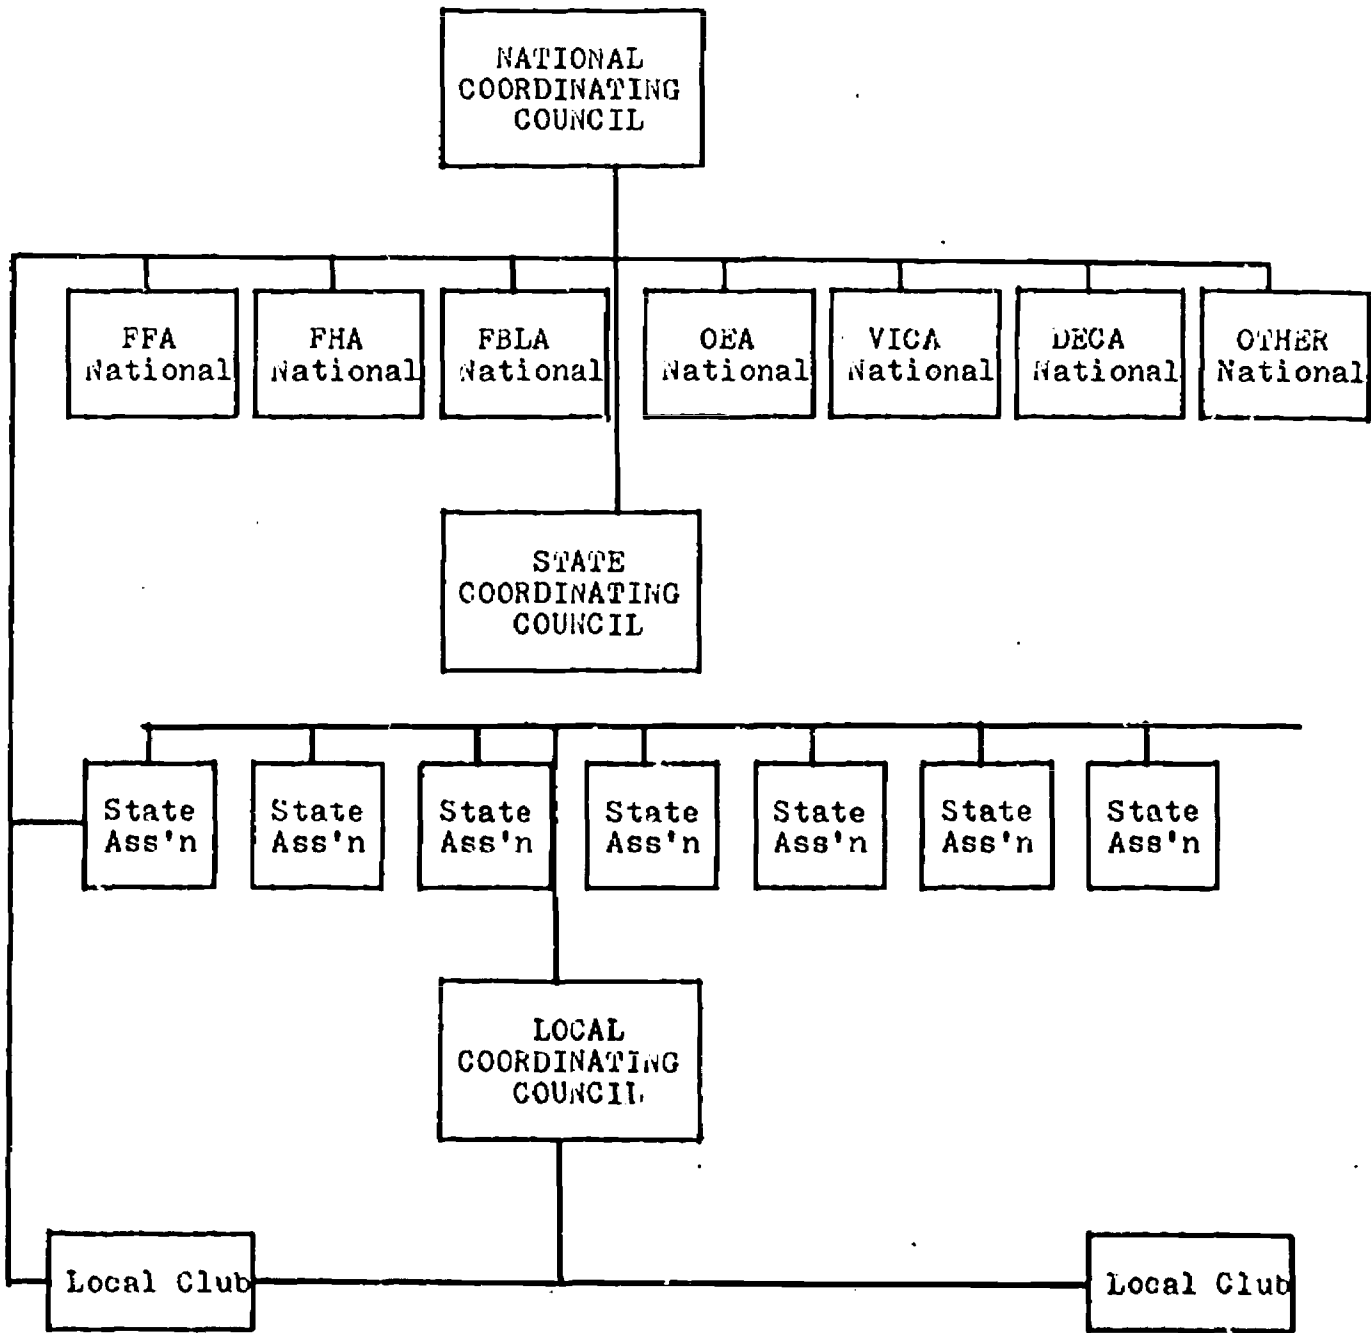 NATIONAL
COORDINATING
COUNCIL
FFA
National
FHA
National
FBLA
National
OEA
National
VICA
National
DECA
National
OTHER
National
STATE
COORDINATING
COUNCIL
State
Ass'n
State
Ass'n
State
Ass'n
State
Ass'n
State
Ass'n
State
Ass'n
State
Ass'n
LOCAL
COORDINATING
COUNCIL
Local Club
Local Club